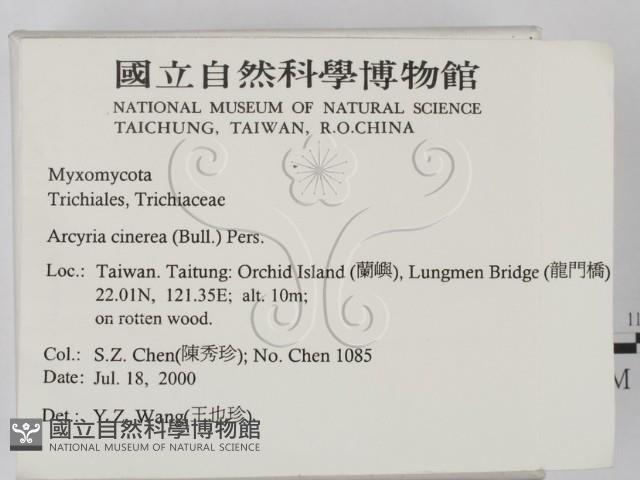 國立自然科學博物館
NATIONAL MUSEUM OF NATURAL SCIENCE
TAICHUNG, TAIWAN, R.O.CHINA
Myxomycota
Trichiales, Trichiaceae
Arcyria cinerea (Bull.) Pers.
Loc.: Taiwan. Taitung: Orchid Island (蘭嶼), Lungmen Bridge (龍門橋)
22.01N, 121.35E; alt. 10m;
on rotten wood.
Col.: S.Z. Chen(陳秀珍); No. Chen 1085
Date: Jul. 18, 2000
Det.: Y.Z. Wang(王也珍)
國立自然科學博物館
NATIONAL MUSEUM OF NATURAL SCIENCE
11
M